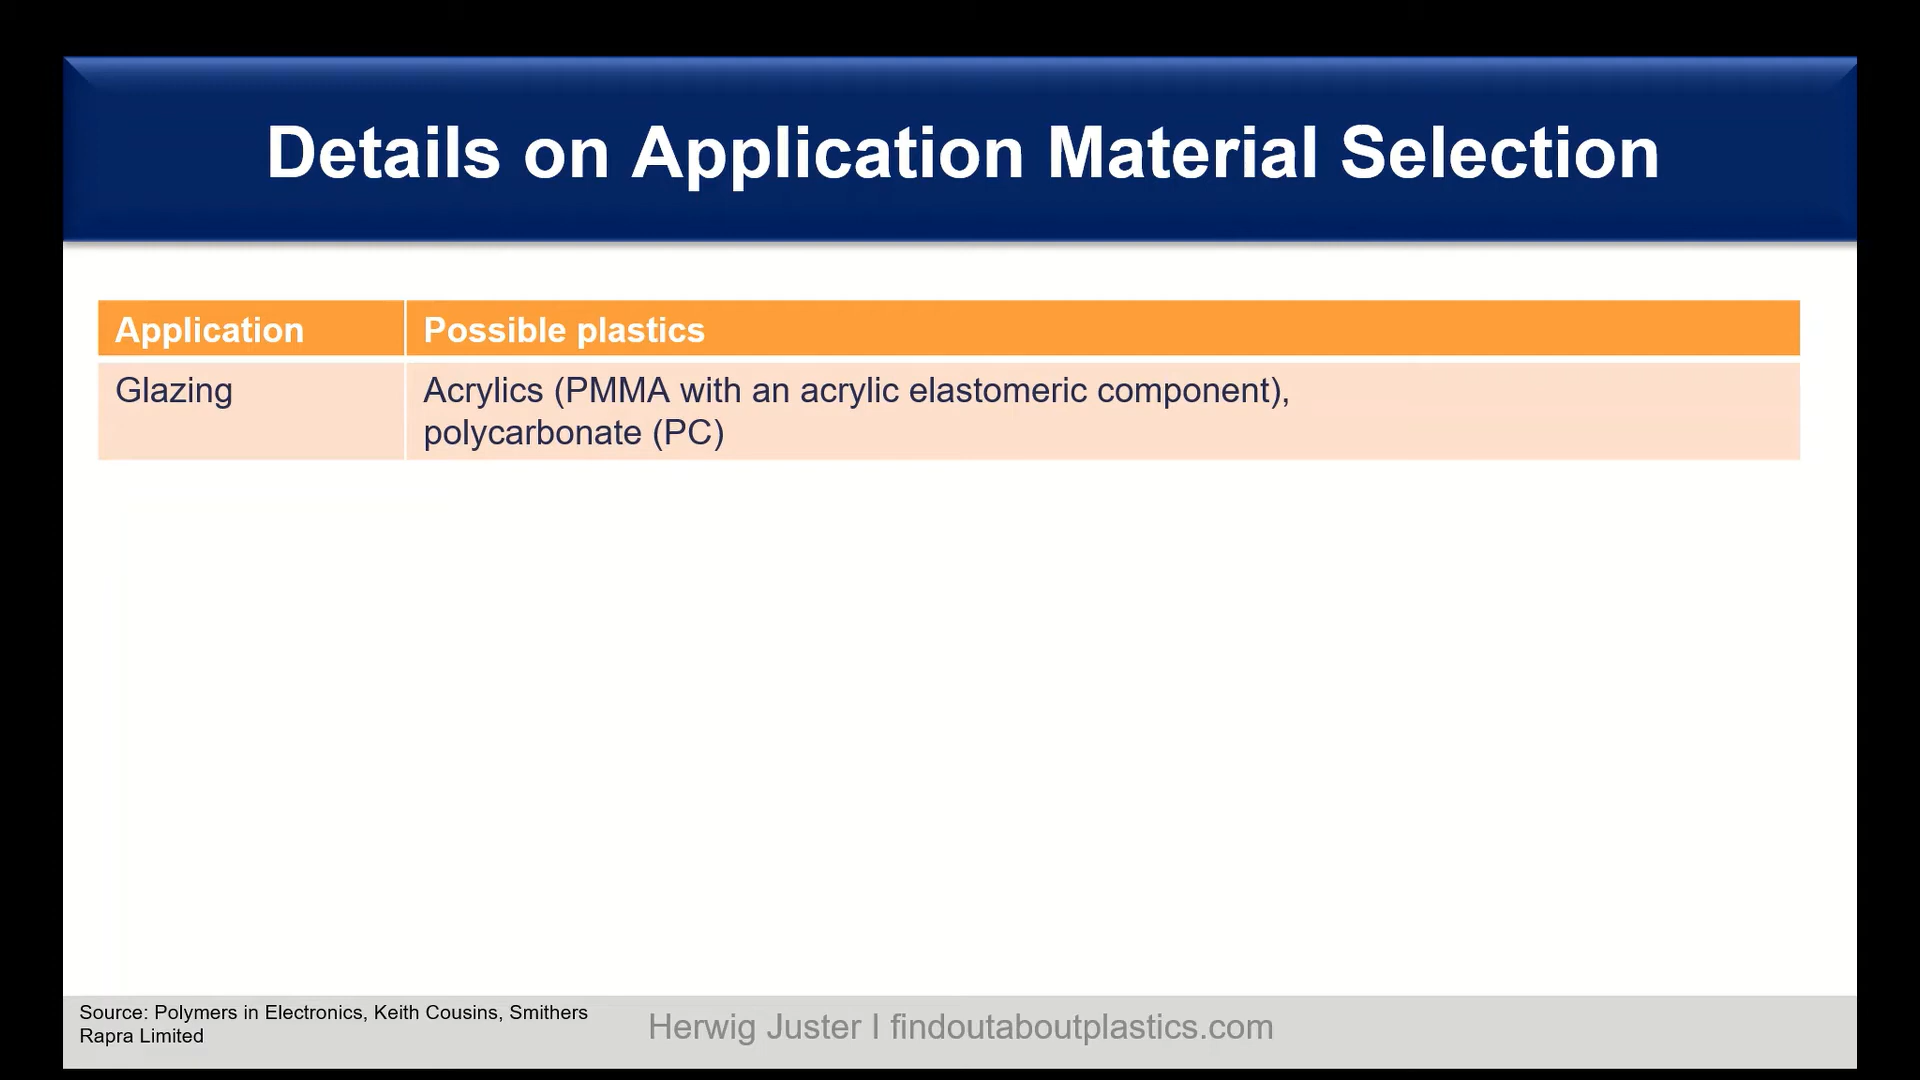 Details on Application Material Selection
Application
Possible plastics
Glazing
Acrylics (PMMA with an acrylic elastomeric component),
polycarbonate (PC)
Source: Polymers in Electronics, Keith Cousins, Smithers
Rapra Limited
Herwig Juster I findoutaboutplastics.com